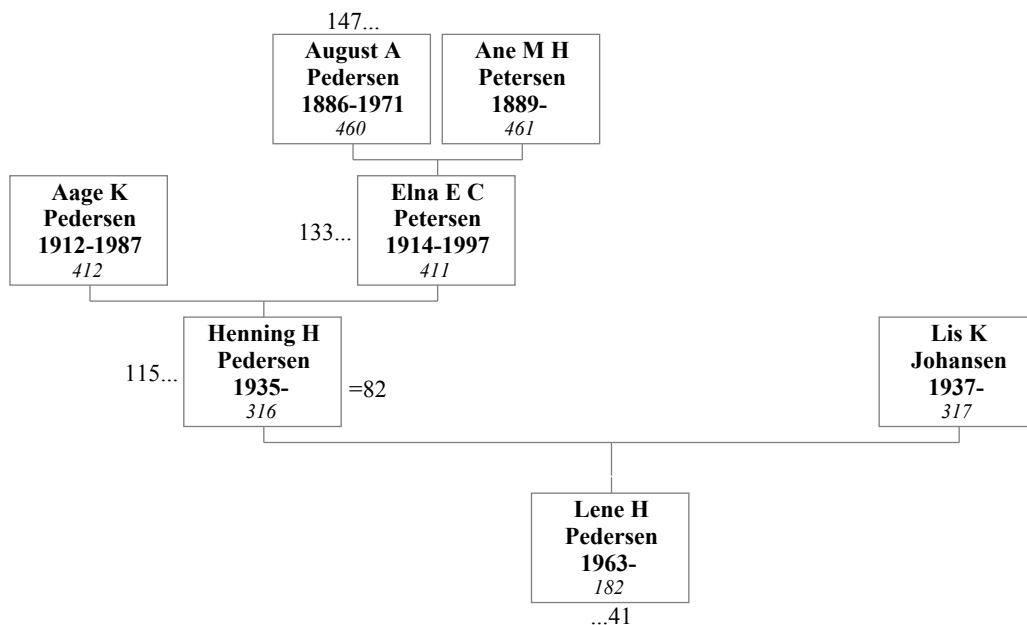 147...
August A
Pedersen
1886-1971
460
Ane M H
Petersen
1889-
461
Aage K
Pedersen
1912-1987
412
133...
Elna E C
Petersen
1914-1997
411
115...
Henning H
Pedersen
1935-
316
=82
Lis K
Johansen
1937-
317
Lene H
Pedersen
1963-
182
...41